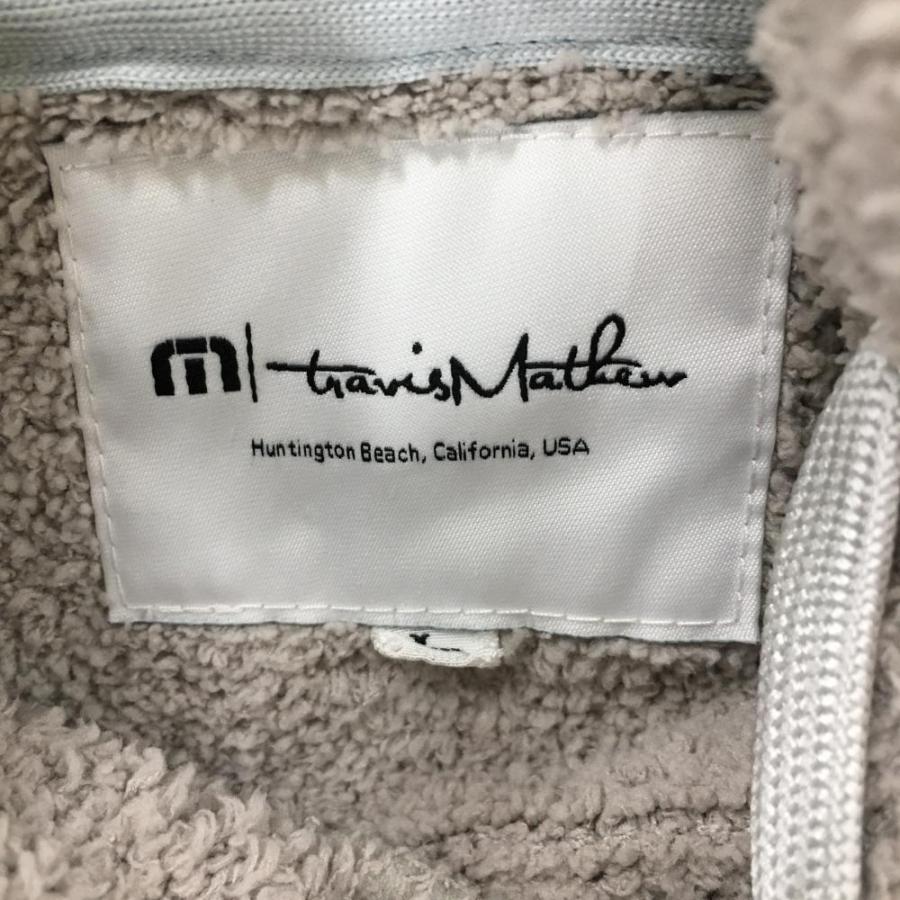 travisMathew
Huntington Beach, California, USA